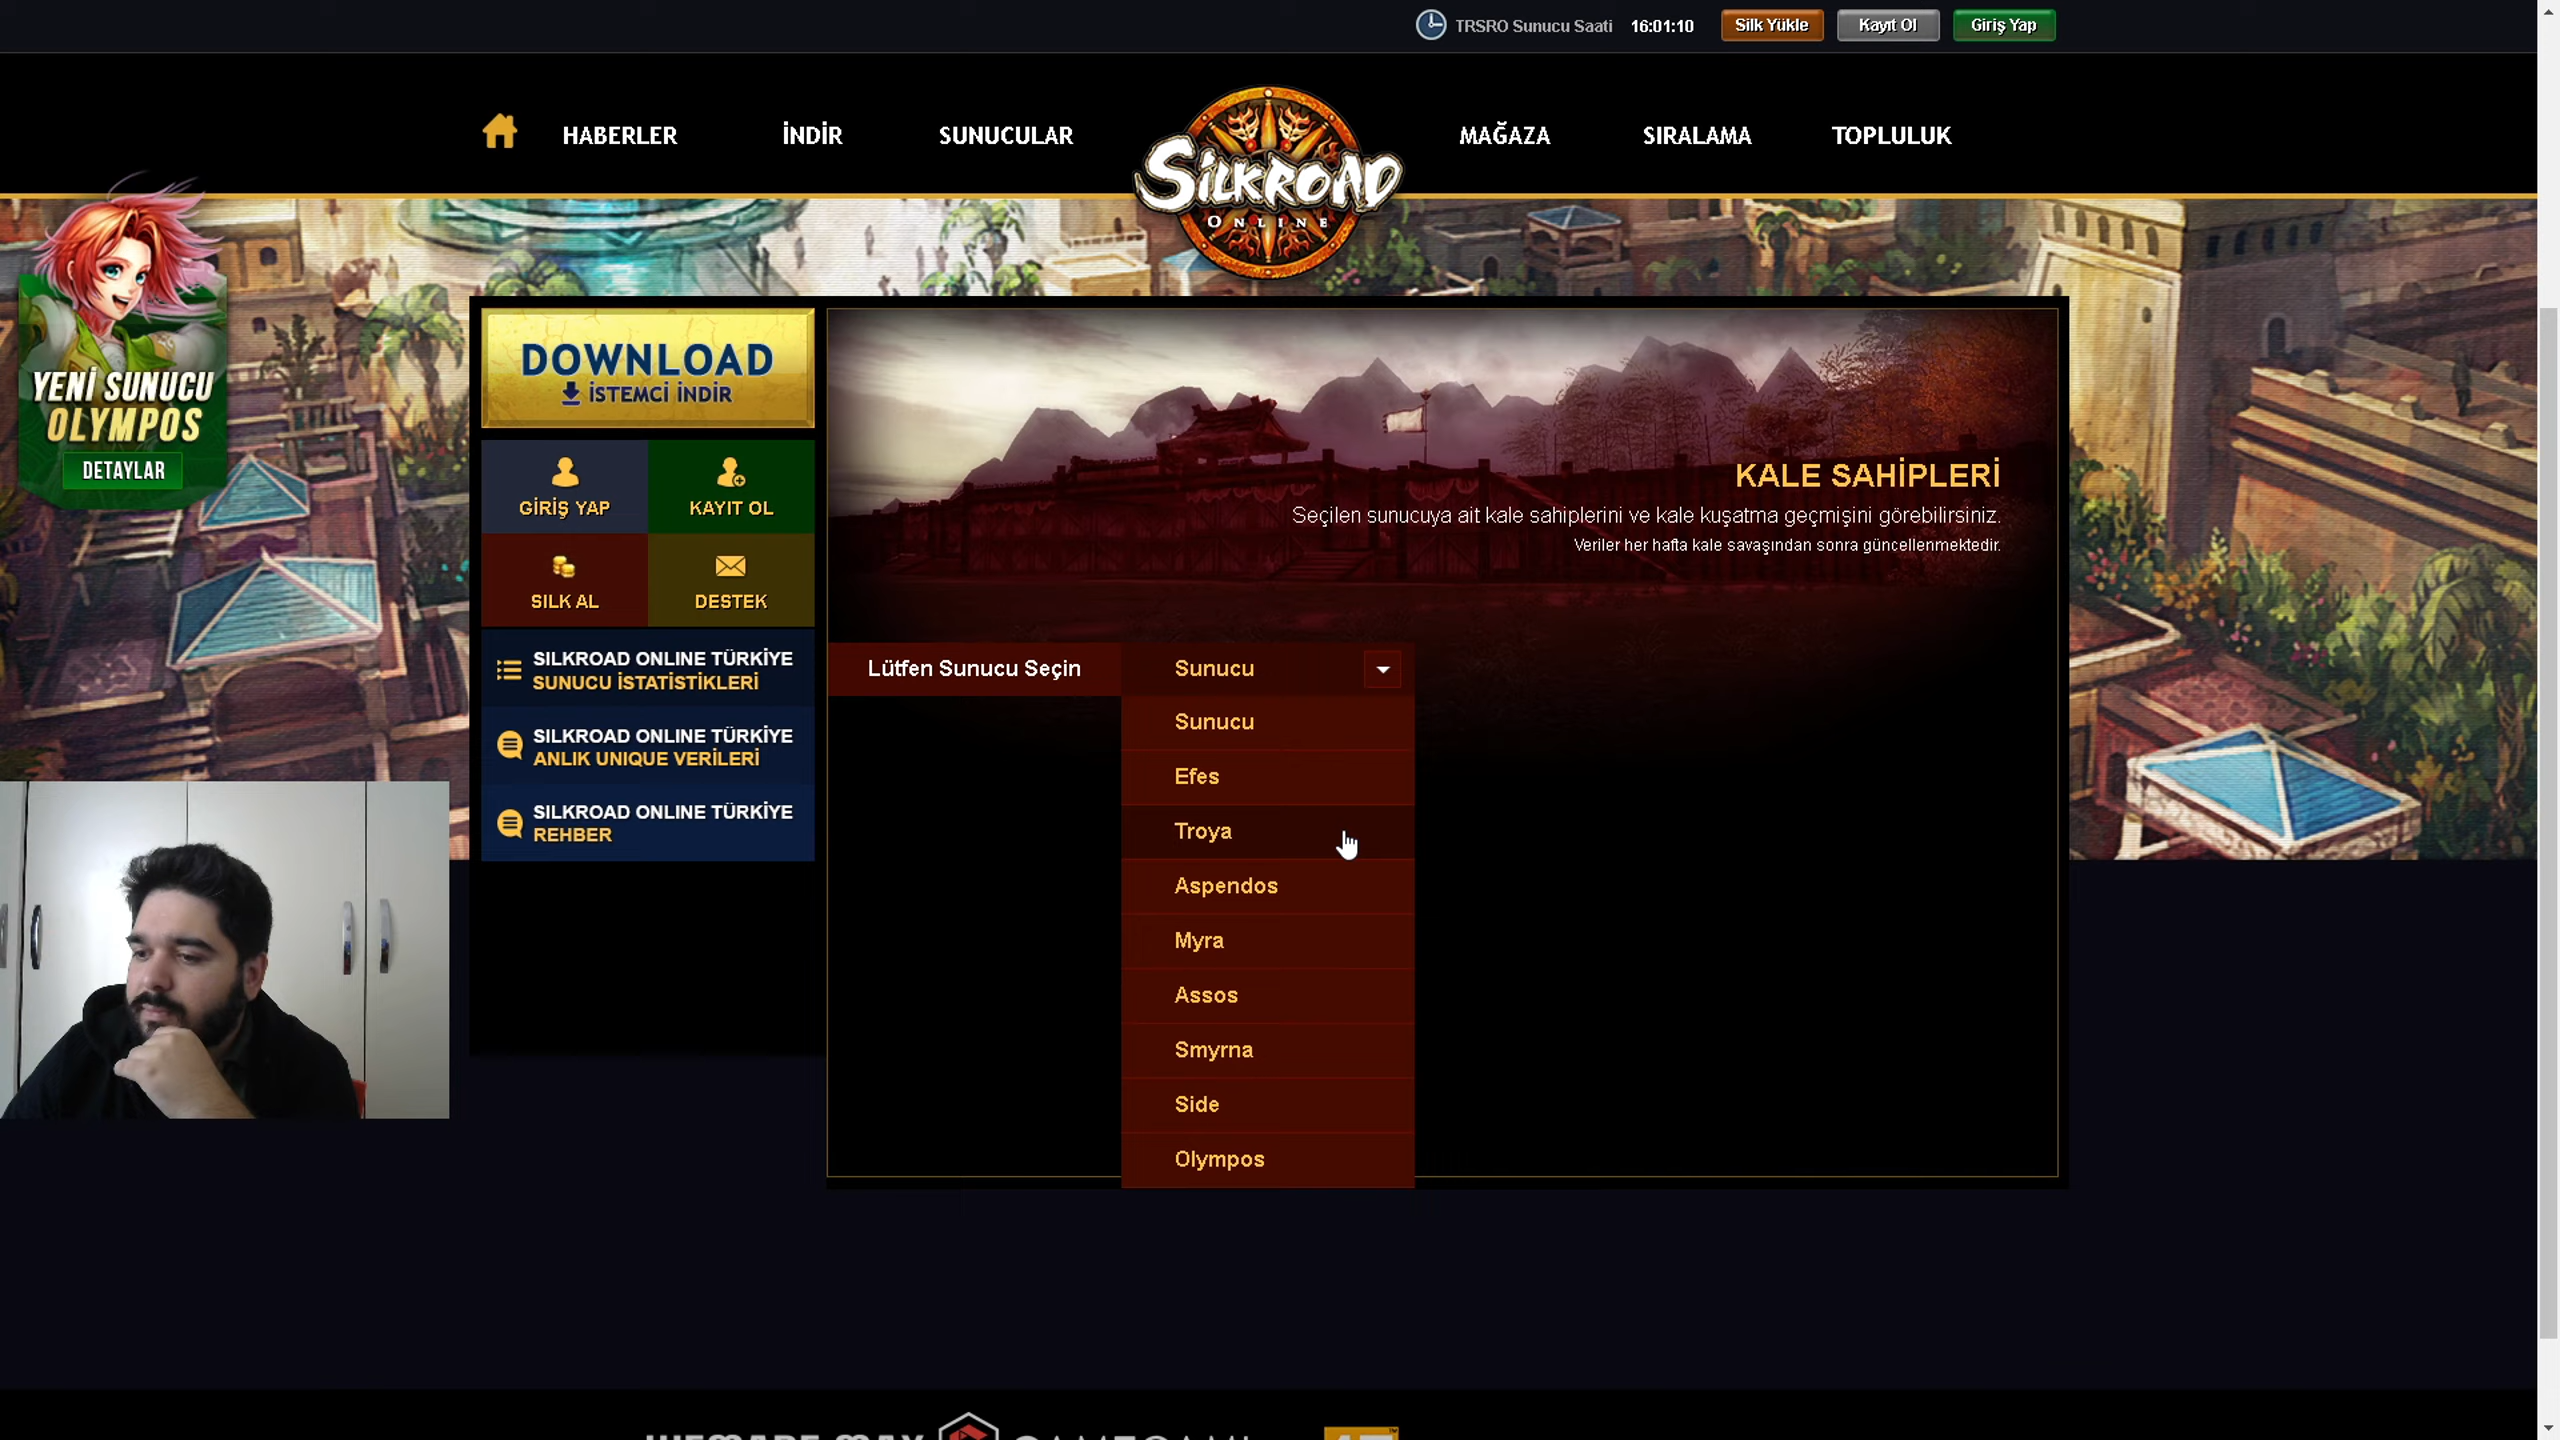 TRSRO Sunucu Saati 16:01:10 Silk Yükle Kayıt Ol Giriş Yap
HABERLER İNDİR SUNUCULAR
SILKROAD
ONLINE
MAĞAZA SIRALAMA TOPLULUK
YENİ SUNUCU
OLYMPOS
DETAYLAR
DOWNLOAD
İSTEMCİ İNDİR
GİRİŞ YAP
KAYIT OL
SILK AL
DESTEK
SILKROAD ONLINE TÜRKİYE
SUNUCU İSTATİSTİKLERİ
SILKROAD ONLINE TÜRKİYE
ANLIK UNIQUE VERİLERİ
SILKROAD ONLINE TÜRKİYE
REHBER
KALE SAHİPLERİ
Seçilen sunucuya ait kale sahiplerini ve kale kuşatma geçmişini görebilirsiniz.
Veriler her hafta kale savaşından sonra güncellenmektedir.
Lütfen Sunucu Seçin
Sunucu
Sunucu
Efes
Troya
Aspendos
Myra
Assos
Smyrna
Side
Olympos